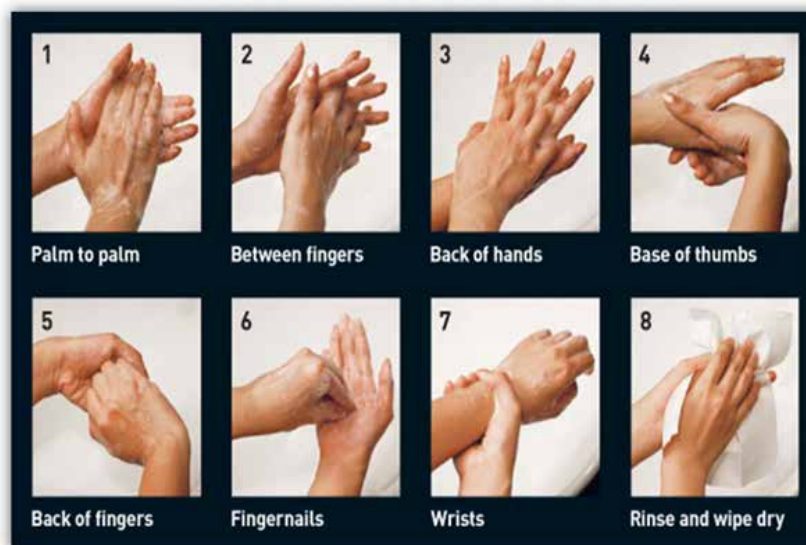 1
2
3
4
Palm to palm
Between fingers
Back of hands
Base of thumbs
5
6
7
8
Back of fingers
Fingernails
Wrists
Rinse and wipe dry